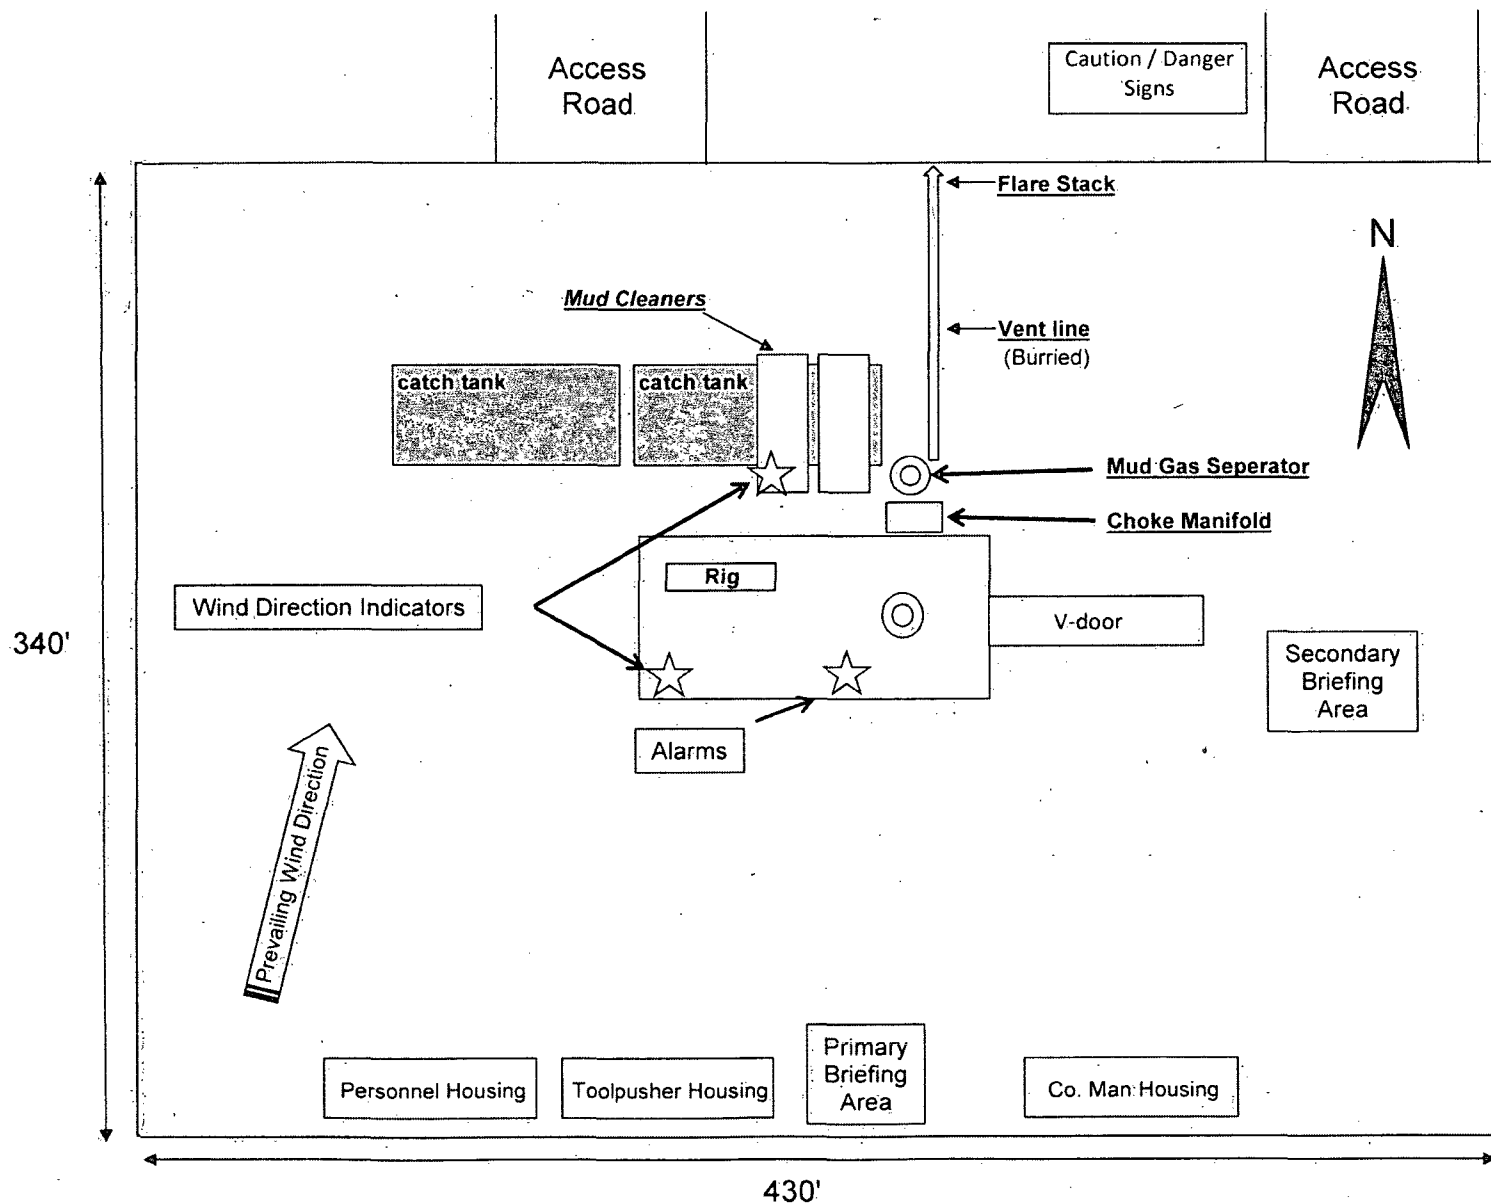 Access
Road
Caution / Danger
Signs
Access
Road
Flare Stack
N
Mud Cleaners
Vent line
(Burried)
catch tank
catch tank
Mud Gas Seperator
Choke Manifold
Rig
Wind Direction Indicators
V-door
340'
Secondary
Briefing
Area
Alarms
Prevailing Wind Direction
Primary
Briefing
Area
Personnel Housing
Toolpusher Housing
Co. Man Housing
430'